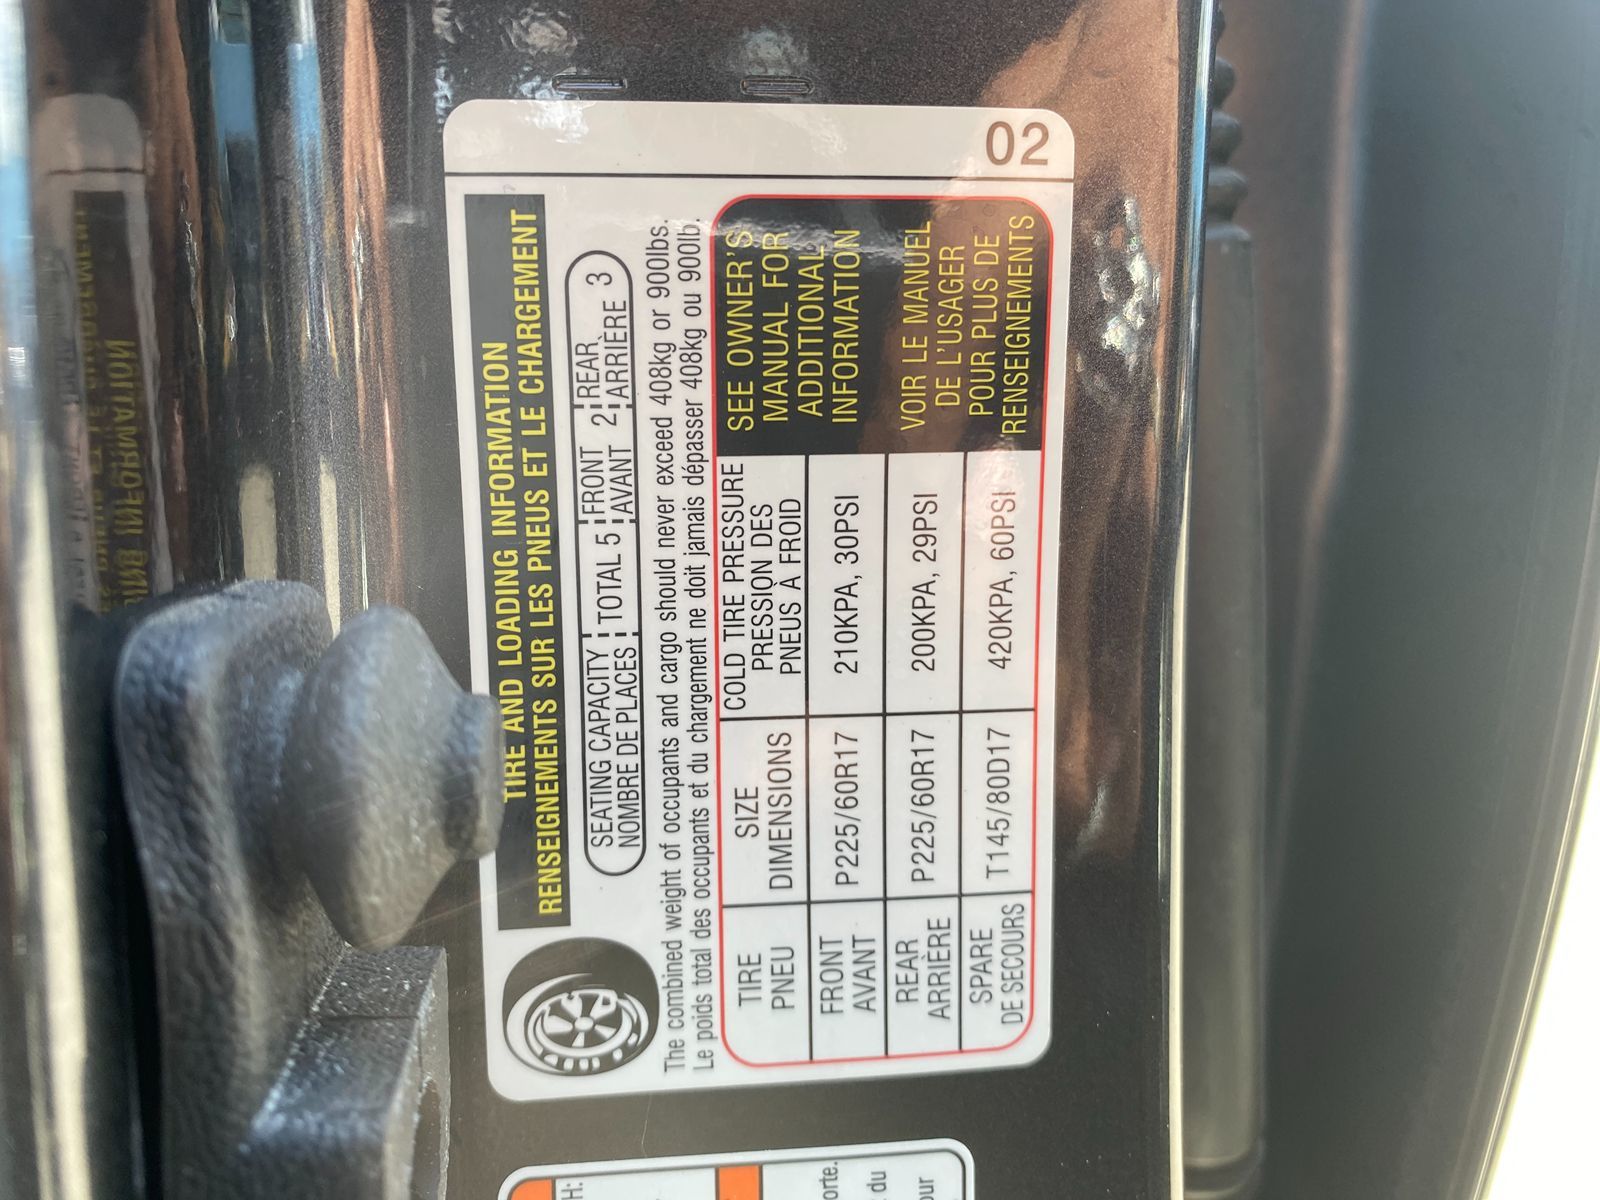 TIRE AND LOADING INFORMATION
RENSEIGNEMENTS SUR LES PNEUS ET LE CHARGEMENT
SEATING CAPACITY TOTAL 5 FRONT 2 REAR 3
NOMBRE DE PLACES AVANT ARRIÈRE
The combined weight of occupants and cargo should never exceed 408kg or 900lbs.
Le poids total des occupants et du chargement ne doit jamais dépasser 408kg ou 900lb.
TIRE
PNEU
SIZE
DIMENSIONS
COLD TIRE PRESSURE
PRESSION DES
PNEUS À FROID
FRONT
AVANT
P225/60R17
210KPA, 30PSI
REAR
ARRIÈRE
P225/60R17
200KPA, 29PSI
SPARE
DE SECOURS
T145/80D17
420KPA, 60PSI
SEE OWNER'S
MANUAL FOR
ADDITIONAL
INFORMATION
VOIR LE MANUEL
DE L'USAGER
POUR PLUS DE
RENSEIGNEMENTS
02
du